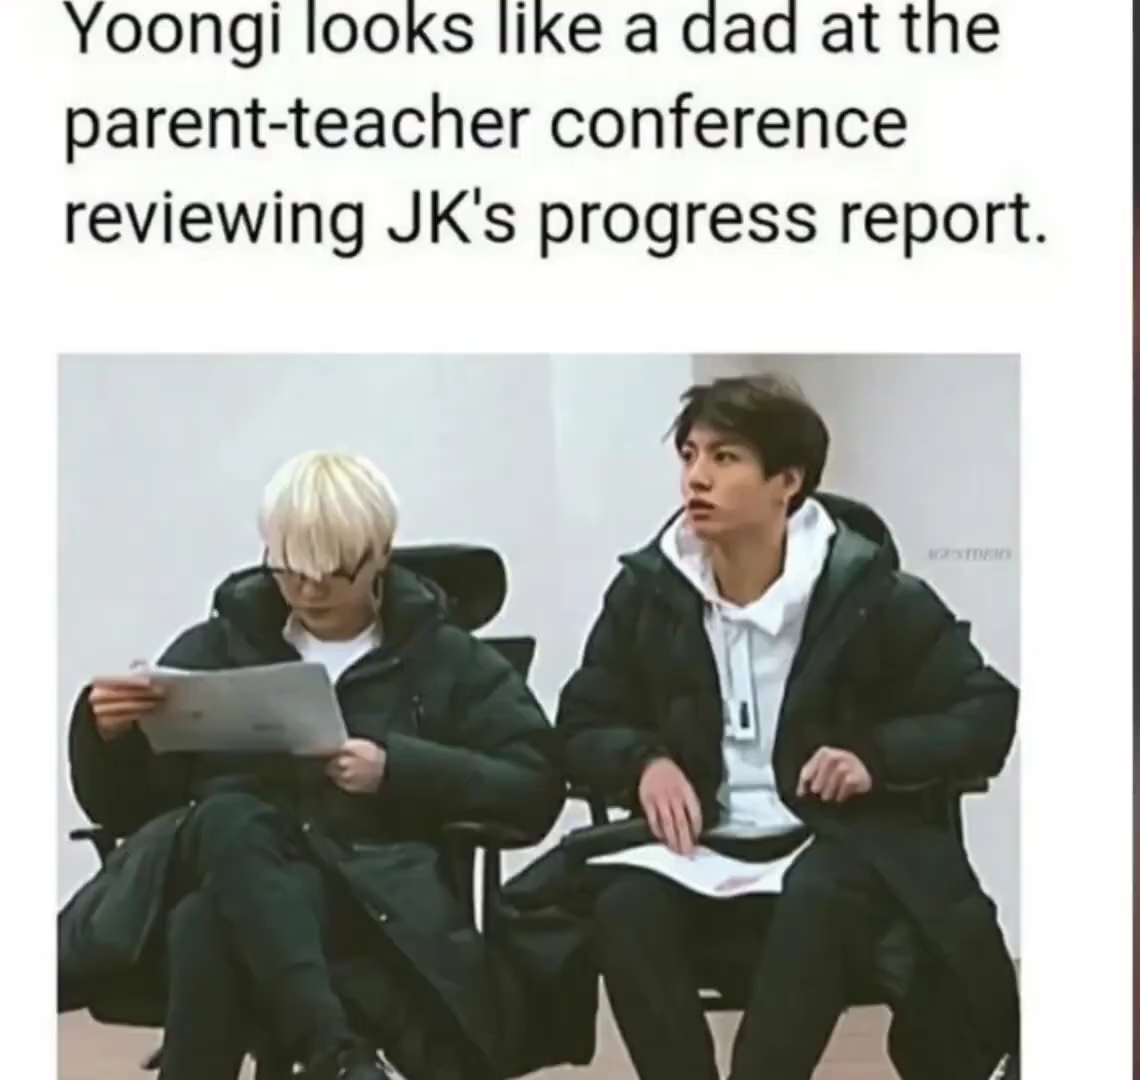 Yoongi looks like a dad at the
parent-teacher conference
reviewing JK's progress report.